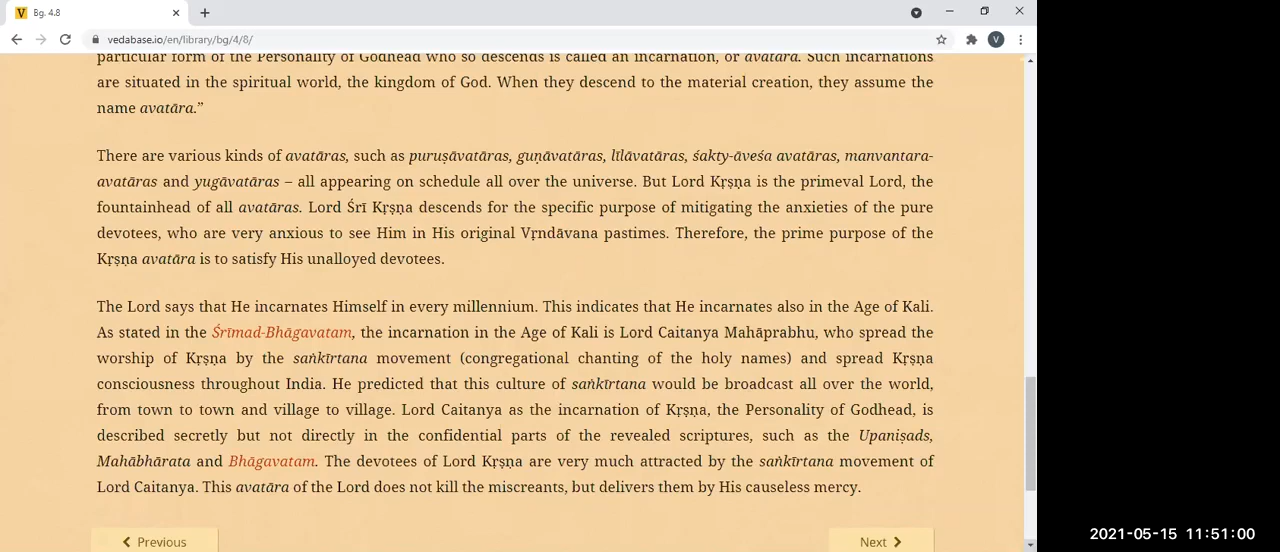 Bg. 4.8
vedabase.io/en/library/bg/4/8/
V
particular form of the Personality of Godhead who so descends is called an incarnation, or avatāra. Such incarnations
are situated in the spiritual world, the kingdom of God. When they descend to the material creation, they assume the
name avatāra.”
There are various kinds of avatāras, such as puruṣāvatāras, guṇāvatāras, līlāvatāras, śakty-āveśa avatāras, manvantara-
avatāras and yugāvatāras – all appearing on schedule all over the universe. But Lord Kṛṣṇa is the primeval Lord, the
fountainhead of all avatāras. Lord Śrī Kṛṣṇa descends for the specific purpose of mitigating the anxieties of the pure
devotees, who are very anxious to see Him in His original Vṛndāvana pastimes. Therefore, the prime purpose of the
Kṛṣṇa avatāra is to satisfy His unalloyed devotees.
The Lord says that He incarnates Himself in every millennium. This indicates that He incarnates also in the Age of Kali.
As stated in the Śrīmad-Bhāgavatam, the incarnation in the Age of Kali is Lord Caitanya Mahāprabhu, who spread the
worship of Kṛṣṇa by the saṅkīrtana movement (congregational chanting of the holy names) and spread Kṛṣṇa
consciousness throughout India. He predicted that this culture of saṅkīrtana would be broadcast all over the world,
from town to town and village to village. Lord Caitanya as the incarnation of Kṛṣṇa, the Personality of Godhead, is
described secretly but not directly in the confidential parts of the revealed scriptures, such as the Upaniṣads,
Mahābhārata and Bhāgavatam. The devotees of Lord Kṛṣṇa are very much attracted by the saṅkīrtana movement of
Lord Caitanya. This avatāra of the Lord does not kill the miscreants, but delivers them by His causeless mercy.
Previous
Next
2021-05-15 11:51:00